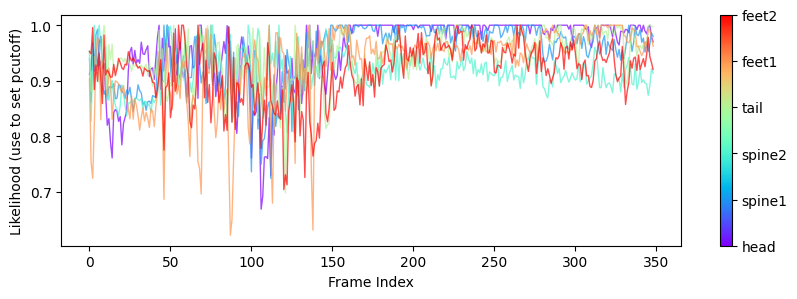 Likelihood (use to set pcutoff)
1.0
0.9
0.8
0.7
0
50
100
150
200
250
300
350
Frame Index
feet2
feet1
tail
spine2
spine1
head